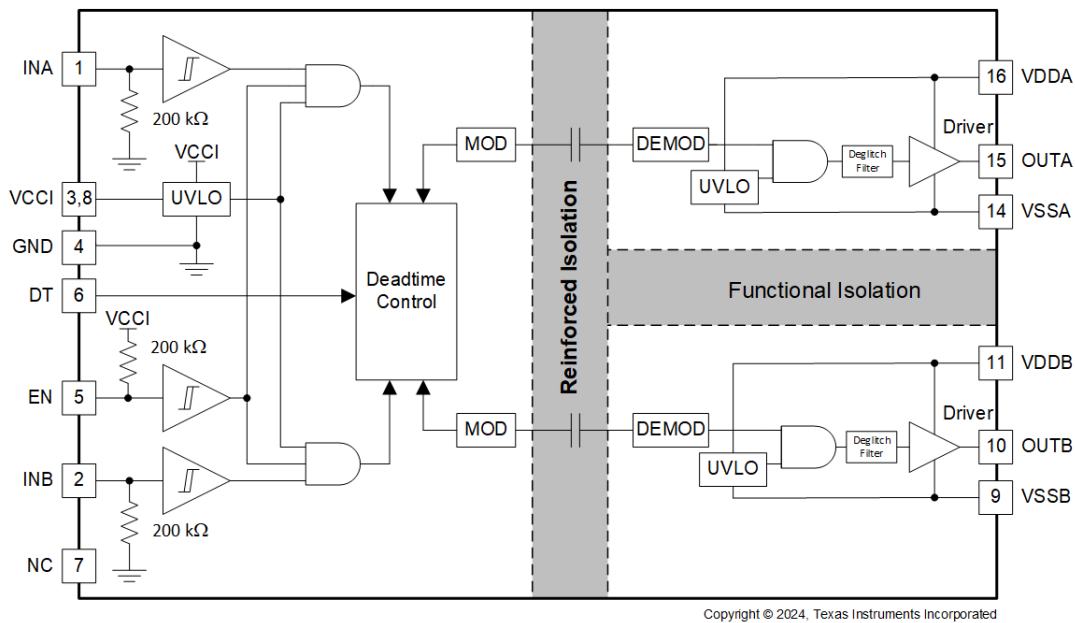 INA
1
200 kΩ
VCCI
VCCI
3,8
UVLO
GND
4
DT
6
VCCI
200 kΩ
EN
5
INB
2
200 kΩ
NC
7
Deadtime
Control
MOD
MOD
Reinforced Isolation
DEMOD
UVLO
Deglitch
Filter
Driver
16
VDDA
15
OUTA
14
VSSA
Functional Isolation
DEMOD
UVLO
Deglitch
Filter
Driver
11
VDDB
10
OUTB
9
VSSB
Copyright © 2024, Texas Instruments Incorporated